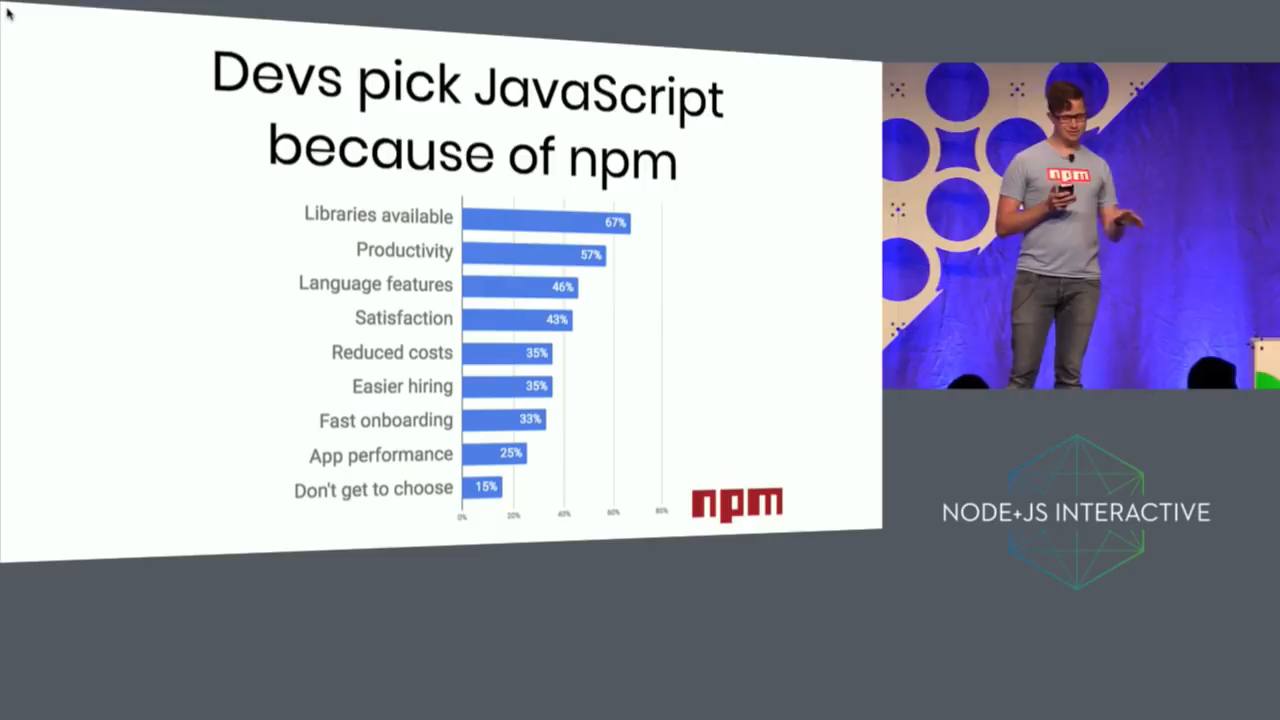 Devs pick JavaScript
because of npm
Libraries available 67%
Productivity 57%
Language features 46%
Satisfaction 43%
Reduced costs 35%
Easier hiring 35%
Fast onboarding 33%
App performance 25%
Don't get to choose 15%
0% 20% 40% 60% 80%
npm
npm
NODE+JS INTERACTIVE